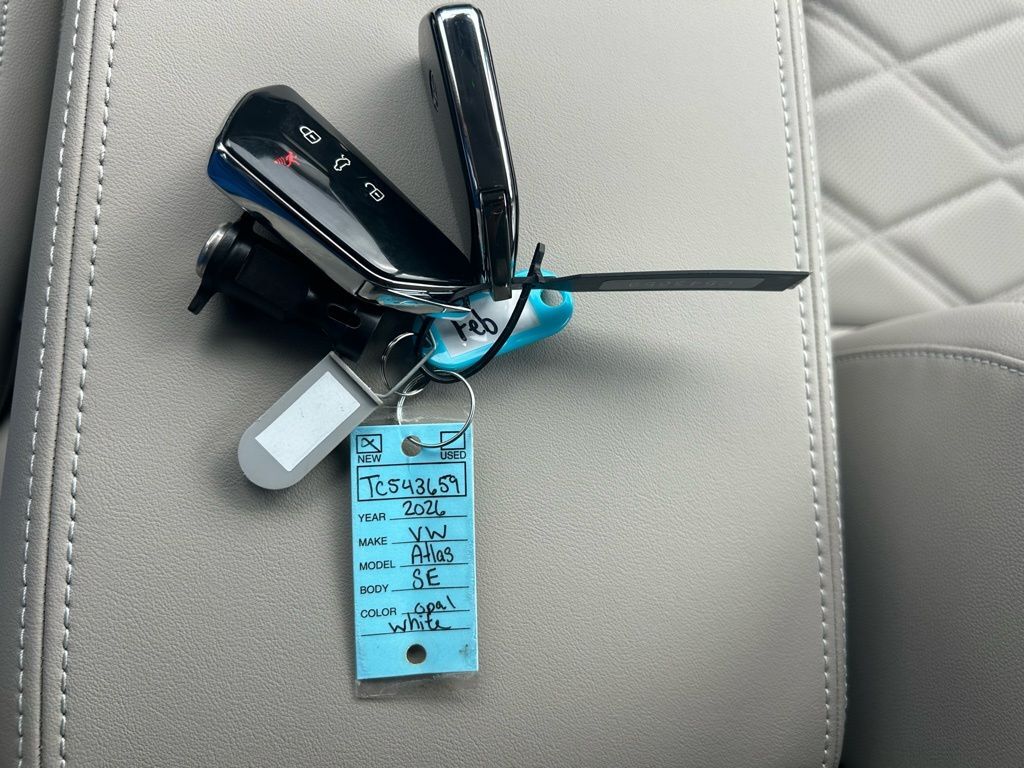 Feb
NEW USED
TC543659
YEAR 2026
MAKE VW
MODEL Atlas
BODY SE
COLOR opal
white